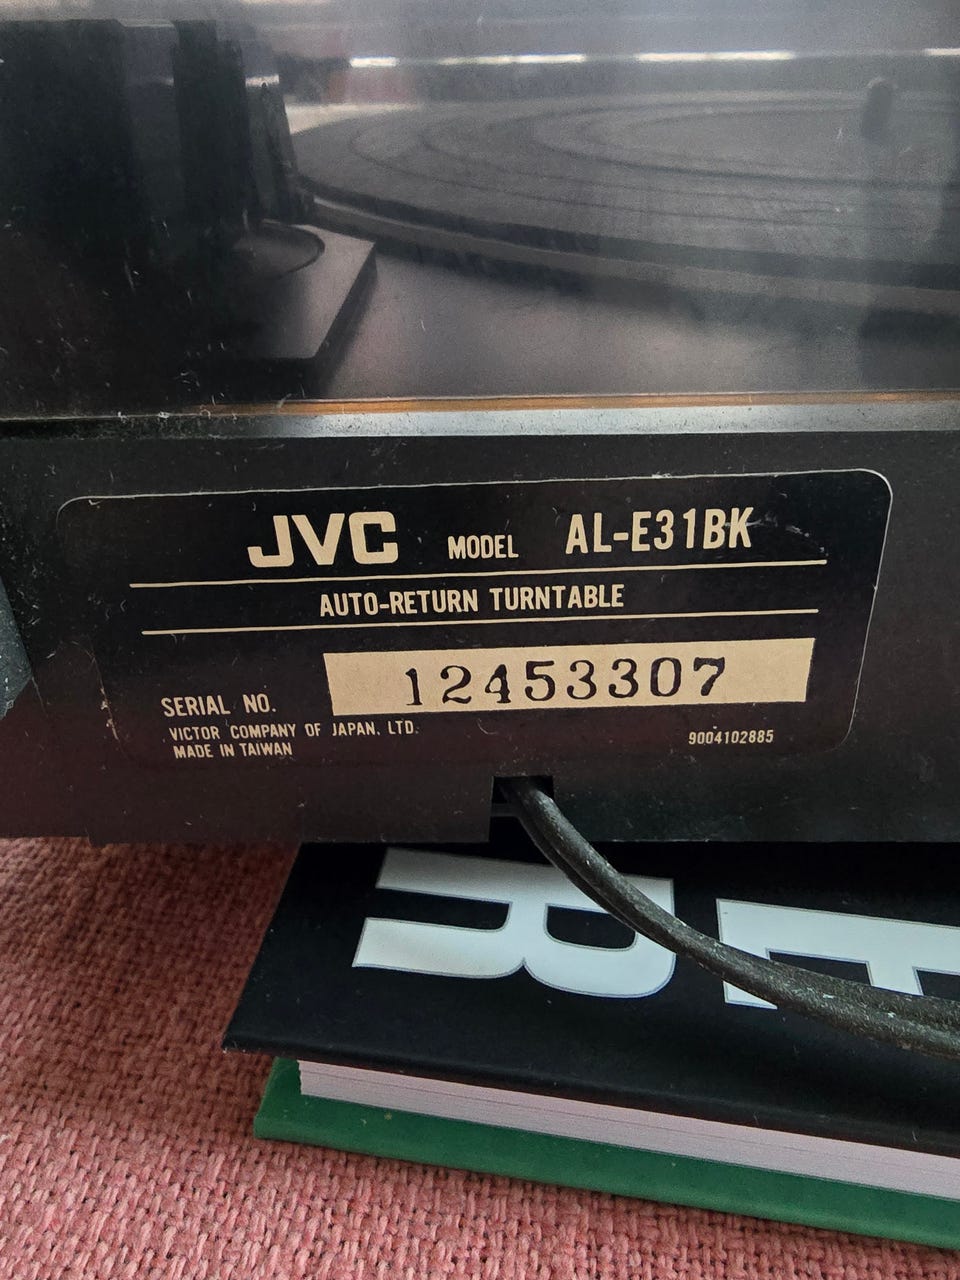 JVC MODEL AL-E31BK
AUTO-RETURN TURNTABLE
SERIAL NO. 12453307
VICTOR COMPANY OF JAPAN, LTD.
MADE IN TAIWAN
9004102885